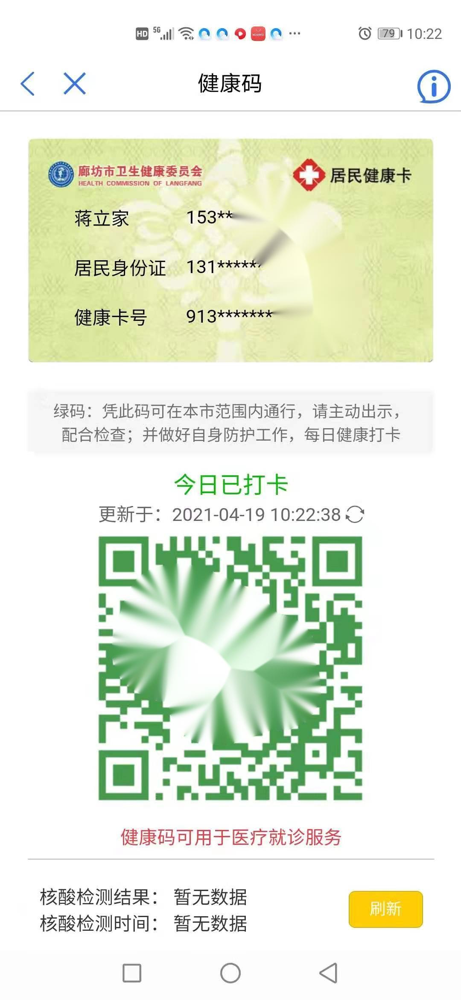 HD 5G HUAWEI ··· 79 10:22
健康码
廊坊市卫生健康委员会
HEALTH COMMISSION OF LANGFANG
居民健康卡
蒋立家 153**
居民身份证 131******
健康卡号 913*******
绿码：凭此码可在本市范围内通行，请主动出示，
配合检查；并做好自身防护工作，每日健康打卡
今日已打卡
更新于：2021-04-19 10:22:38
健康码可用于医疗就诊服务
核酸检测结果： 暂无数据
核酸检测时间： 暂无数据
刷新